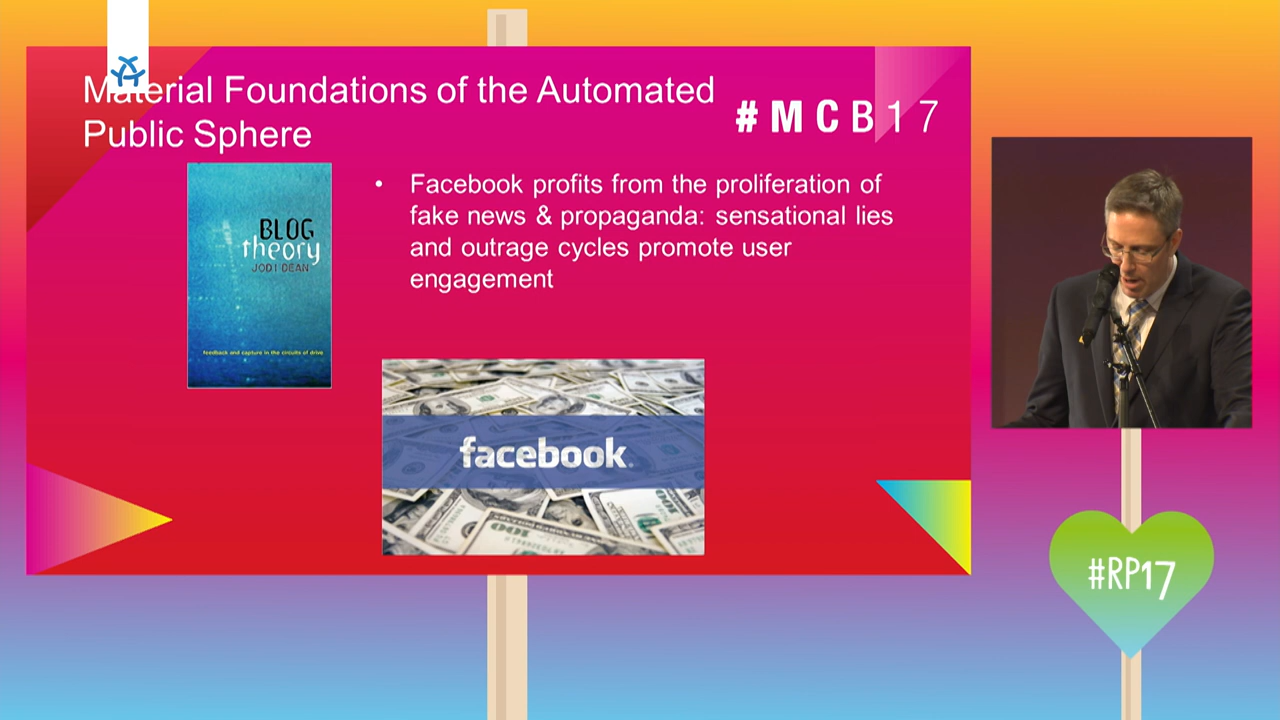 Material Foundations of the Automated
Public Sphere
#MCB17
BLOG
theory
JODI DEAN
feedback and capture in the circuits of drive
• Facebook profits from the proliferation of
fake news & propaganda: sensational lies
and outrage cycles promote user
engagement
facebook
100
#RP17